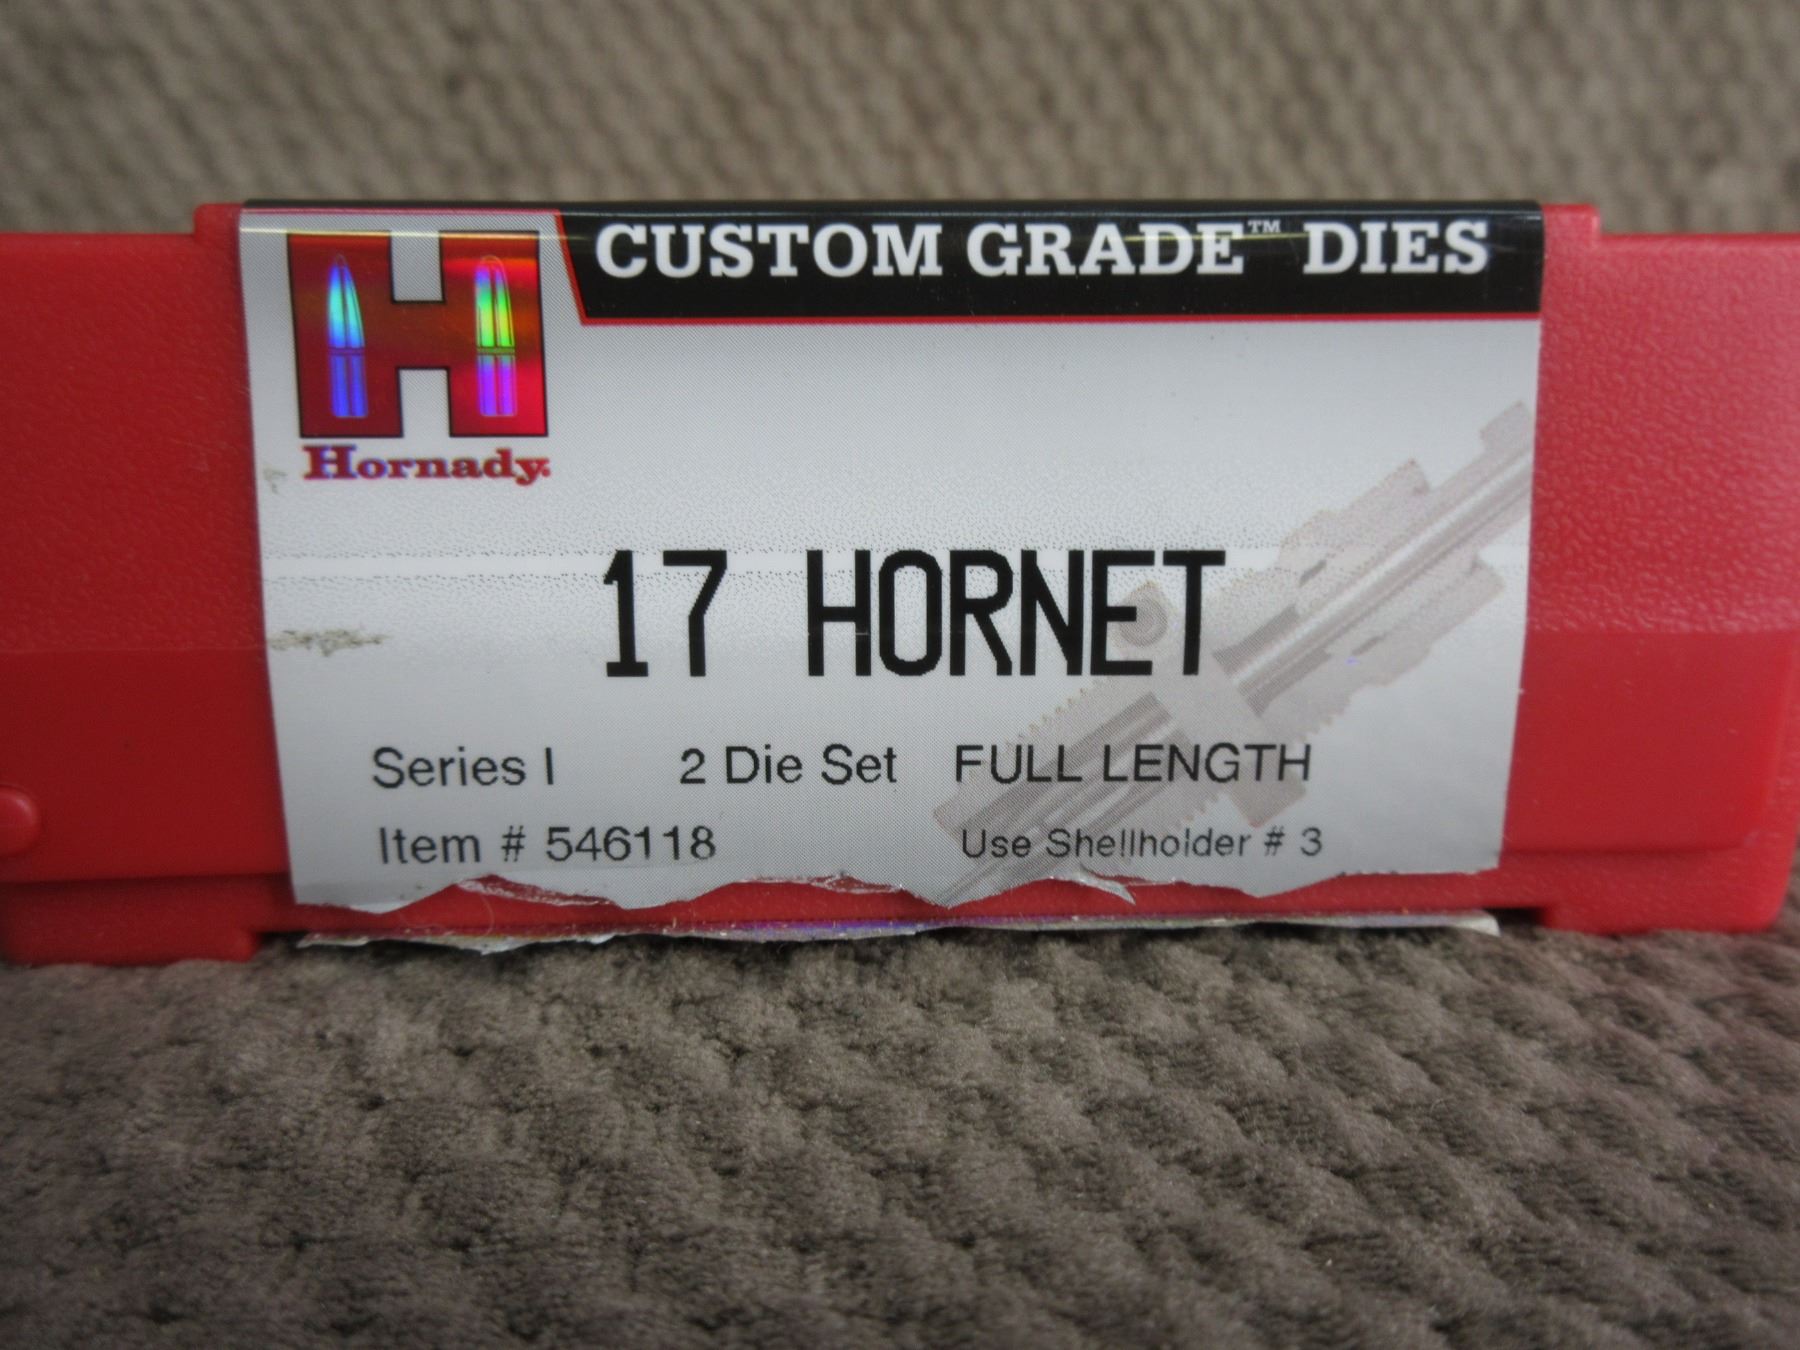 CUSTOM GRADE™ DIES
Hornady.
17 HORNET
Series I 2 Die Set FULL LENGTH
Item # 546118 Use Shellholder # 3